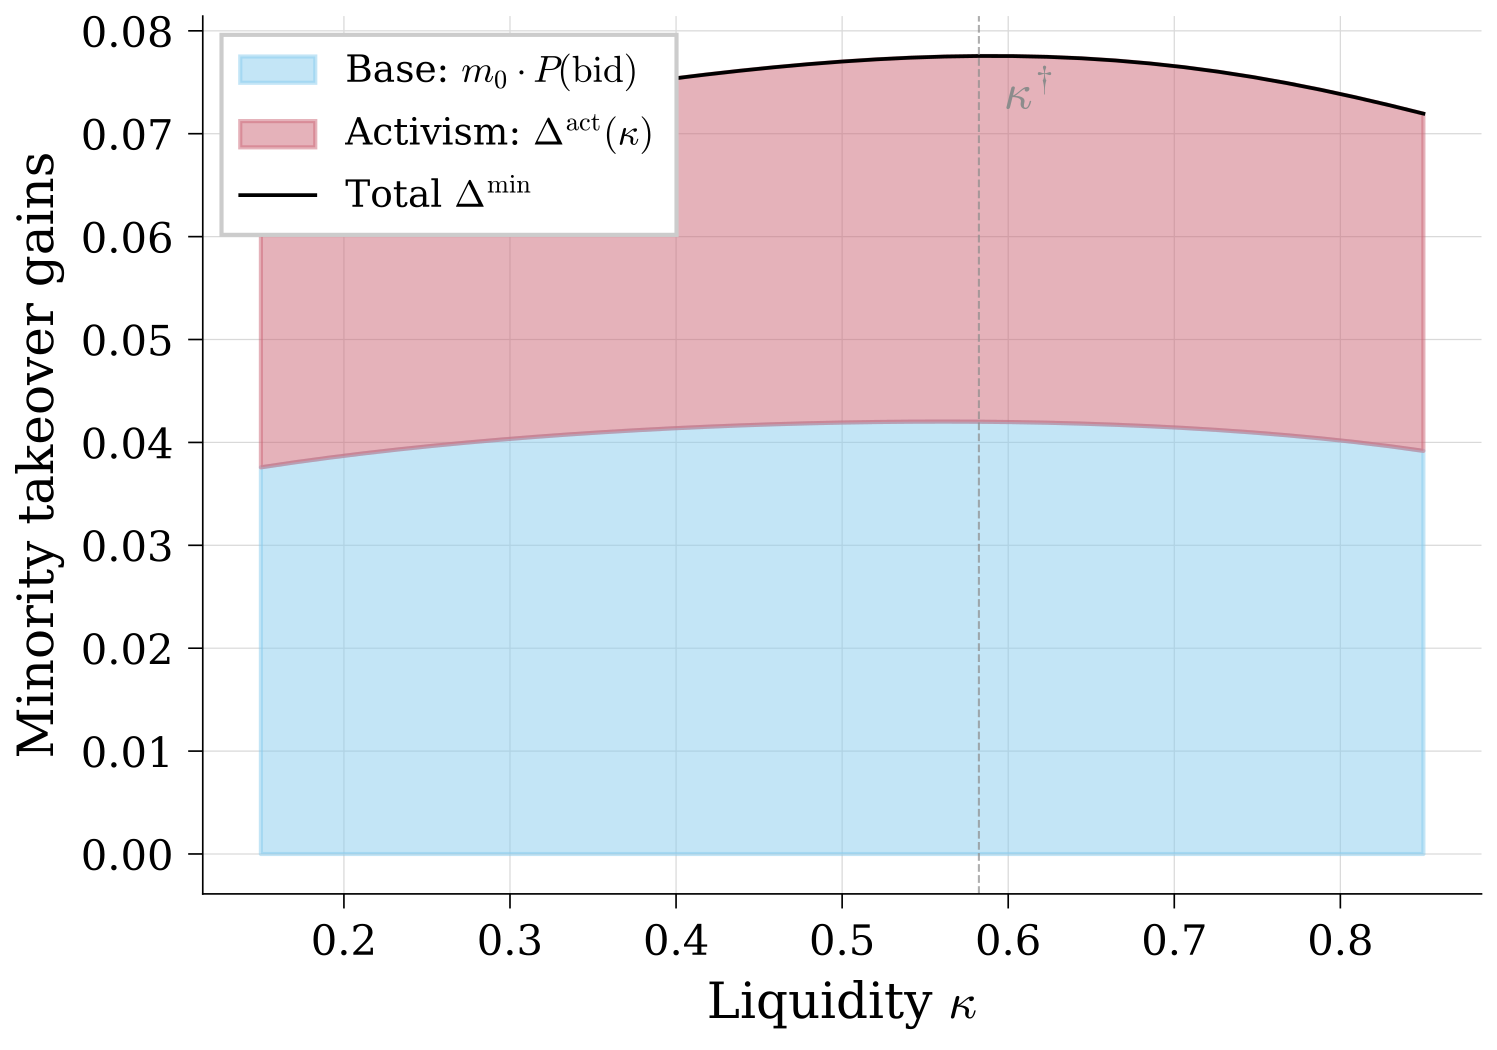 0.08
0.07
0.06
0.05
0.04
0.03
0.02
0.01
0.00
Minority takeover gains
Base: m₀ · P(bid)
Activism: Δᵃᶜᵗ(κ)
Total Δᵐⁱⁿ
κ†
0.2 0.3 0.4 0.5 0.6 0.7 0.8
Liquidity κ